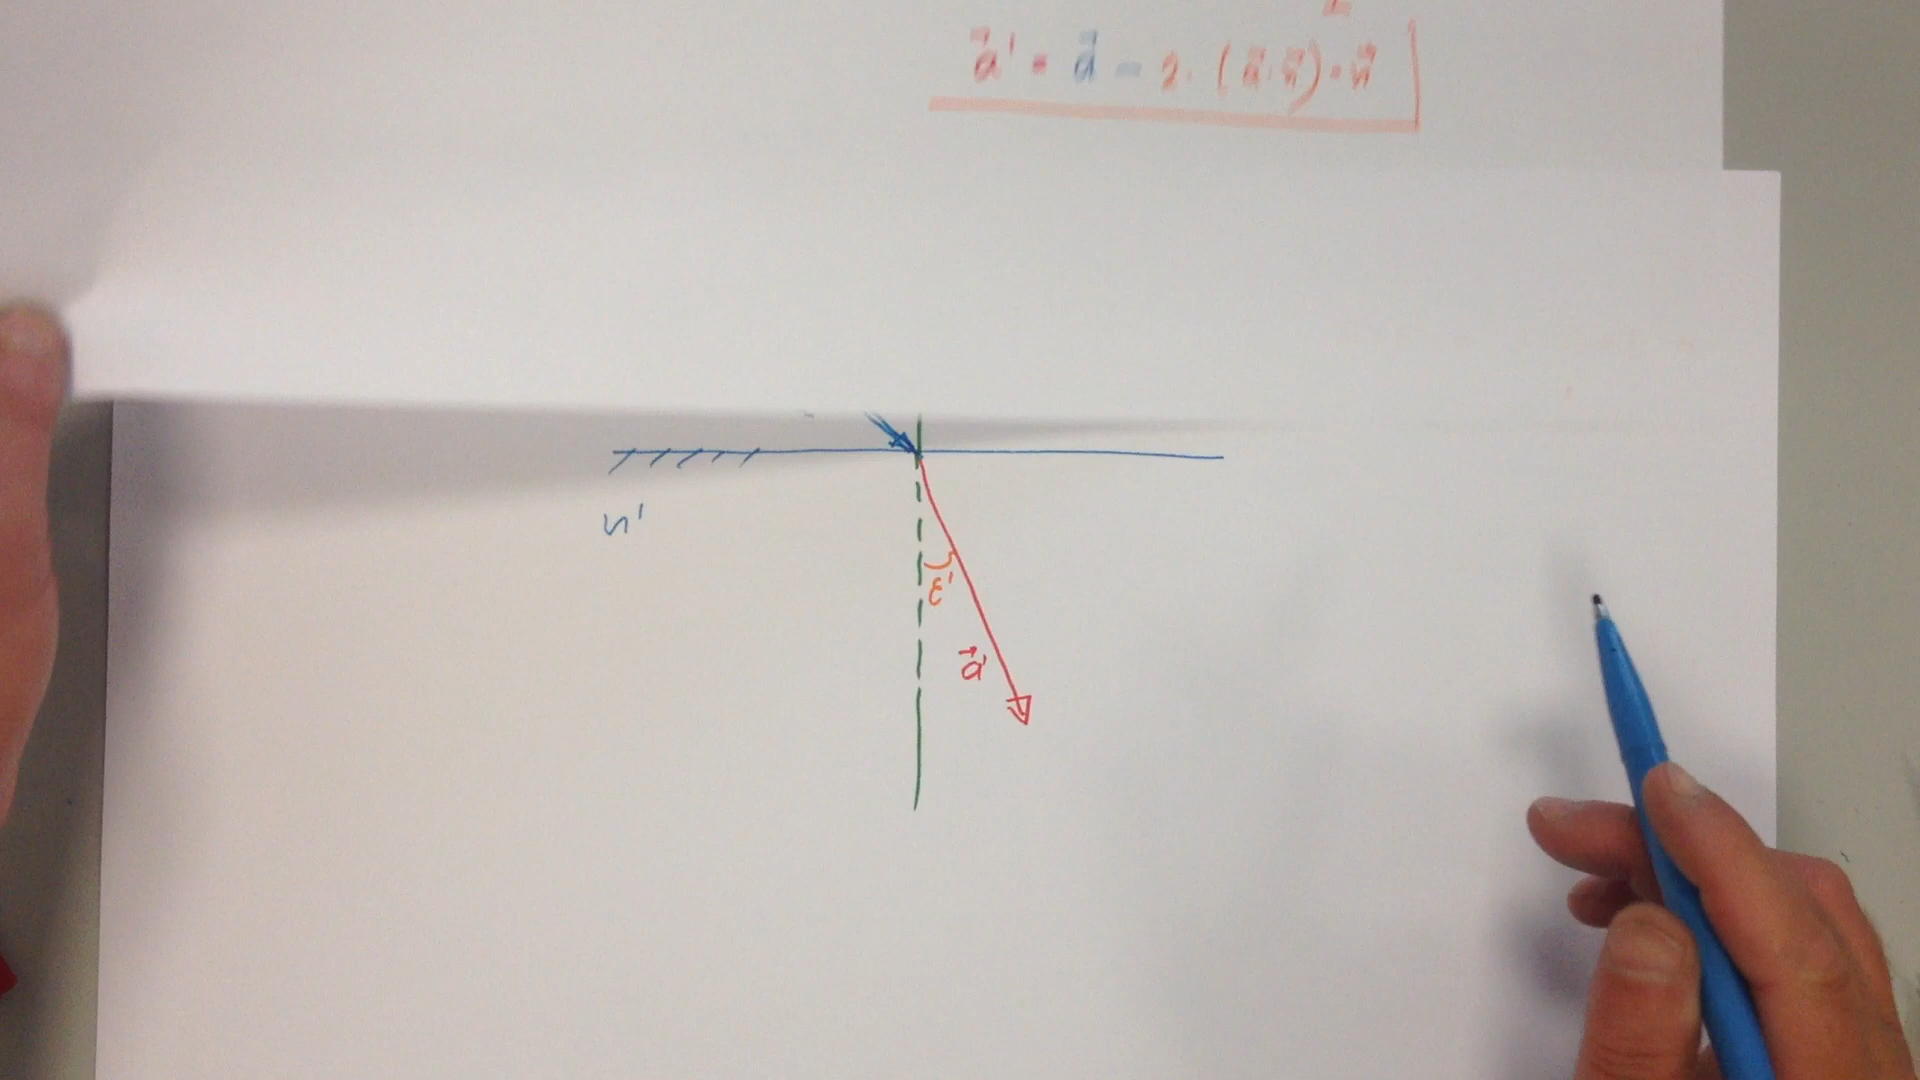 a⃗' = a⃗ - 2·(a⃗·n⃗)·n⃗
n'
ε'
a⃗'